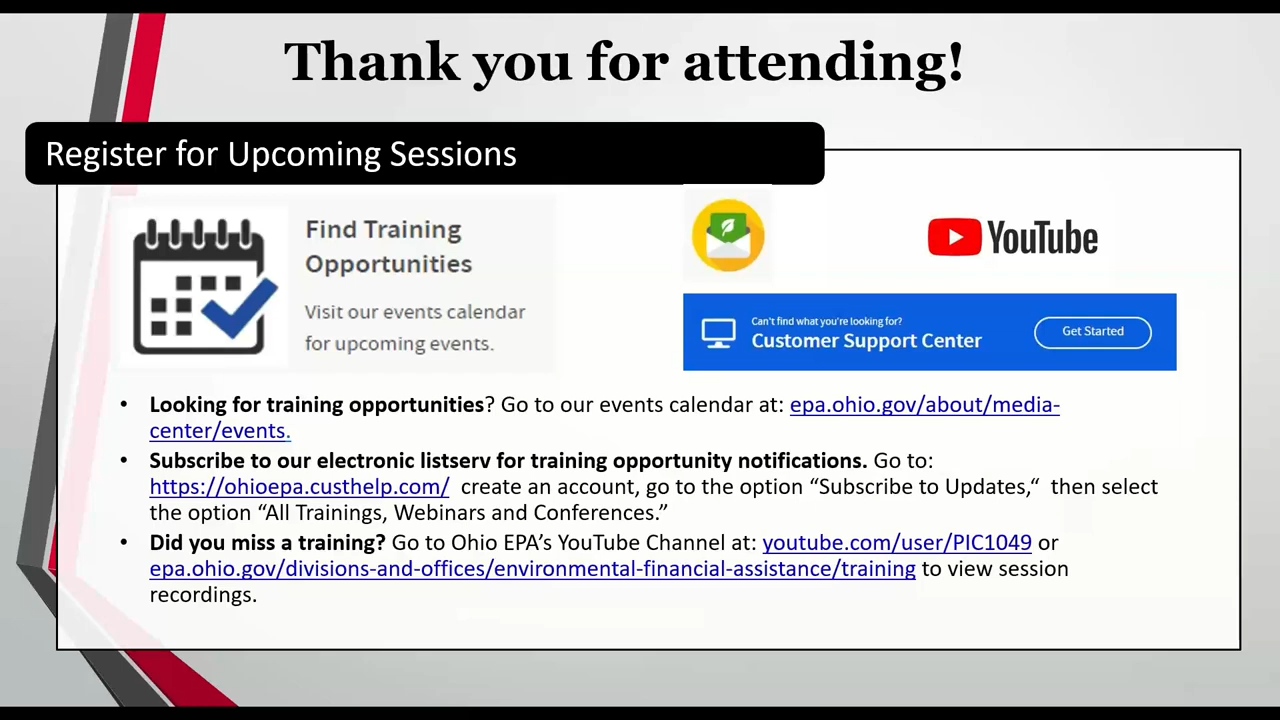 Thank you for attending!
Register for Upcoming Sessions
Find Training
Opportunities
Visit our events calendar
for upcoming events.
YouTube
Can't find what you're looking for?
Customer Support Center
Get Started
• Looking for training opportunities? Go to our events calendar at: epa.ohio.gov/about/media-
center/events.
• Subscribe to our electronic listserv for training opportunity notifications. Go to:
https://ohioepa.custhelp.com/ create an account, go to the option “Subscribe to Updates,“ then select
the option “All Trainings, Webinars and Conferences.”
• Did you miss a training? Go to Ohio EPA’s YouTube Channel at: youtube.com/user/PIC1049 or
epa.ohio.gov/divisions-and-offices/environmental-financial-assistance/training to view session
recordings.